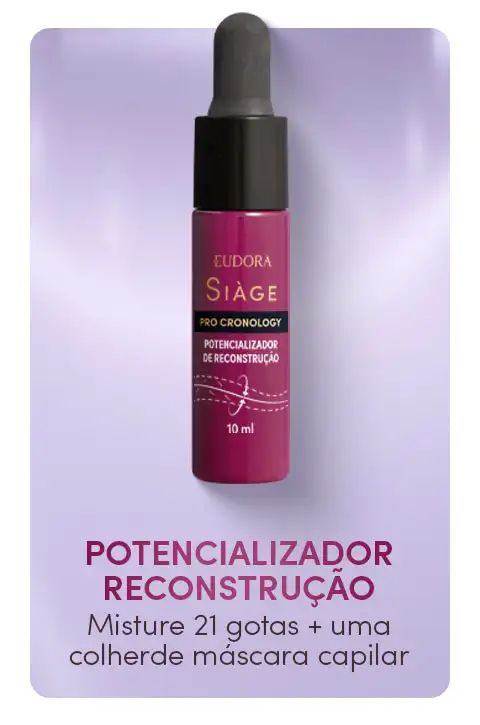 EUDORA
SIÀGE
PRO CRONOLOGY
POTENCIALIZADOR
DE RECONSTRUÇÃO
10 ml
POTENCIALIZADOR
RECONSTRUÇÃO
Misture 21 gotas + uma
colherde máscara capilar